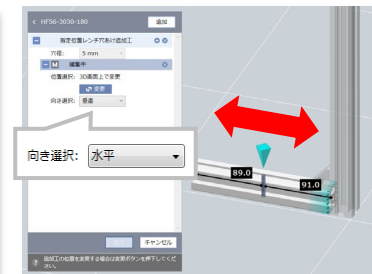 < HFS6-3030-180
追加
指定位置レンチ穴あけ追加工
穴径: 5 mm
M 編集中
位置選択: 3D画面上で変更
変更
向き選択: 垂直
向き選択: 水平
89.0
91.0
キャンセル
? 追加工の位置を変更する場合は変更ボタンを押下してくだ
さい。